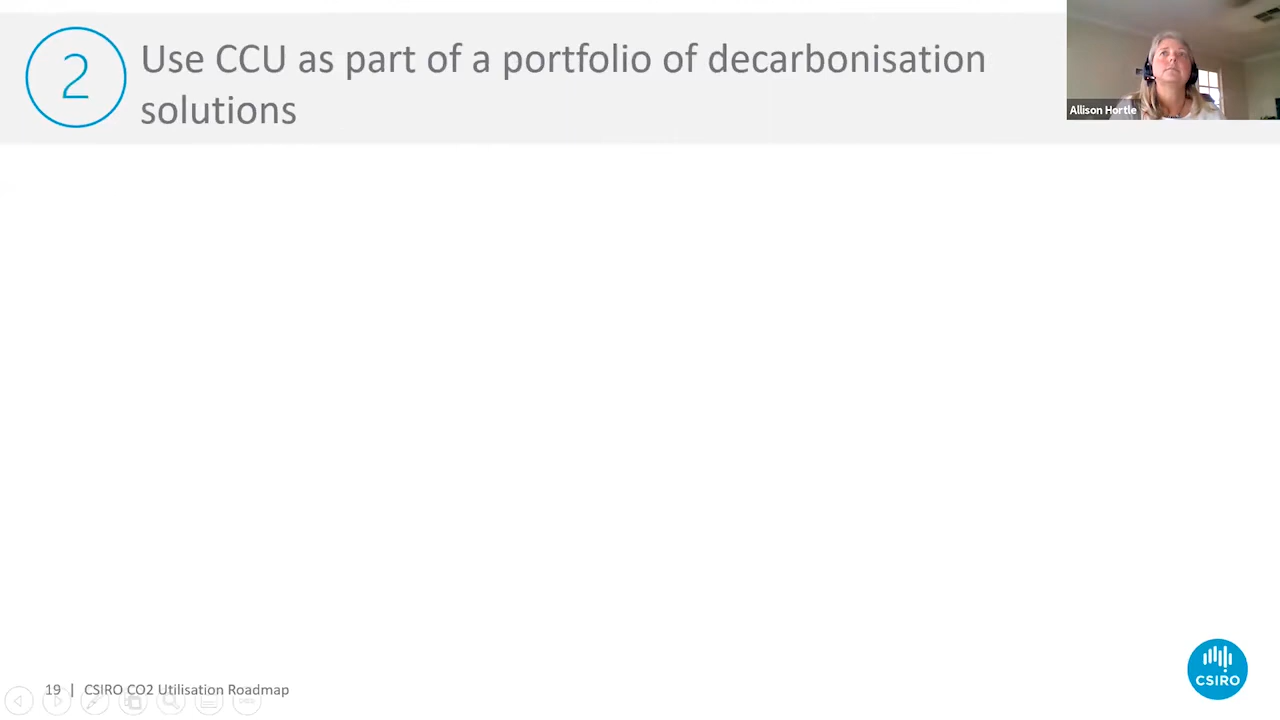 2
Use CCU as part of a portfolio of decarbonisation
solutions
Allison Hortle
19 | CSIRO CO2 Utilisation Roadmap
CSIRO